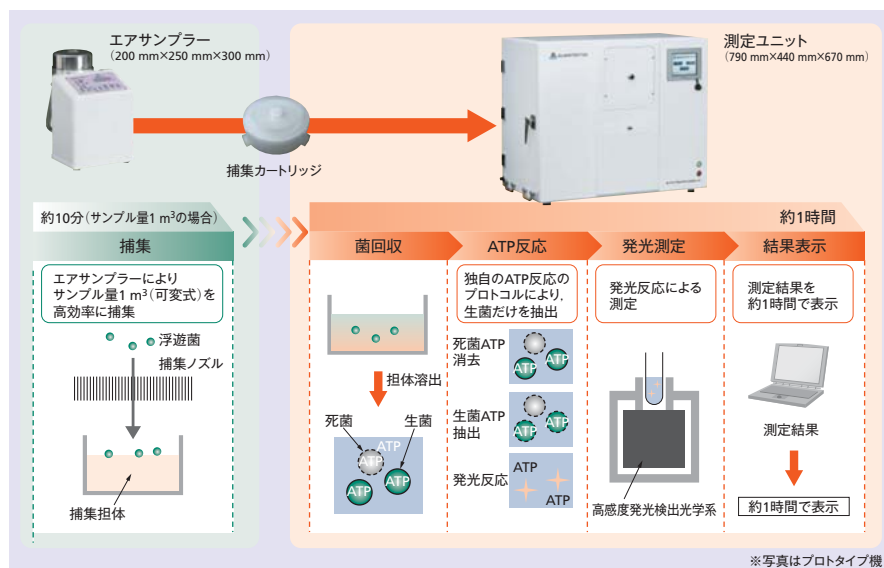 エアサンプラー
（200 mm×250 mm×300 mm）
測定ユニット
（790 mm×440 mm×670 mm）
捕集カートリッジ
約10分（サンプル量1 m³の場合）
約1時間
捕集
菌回収
ATP反応
発光測定
結果表示
エアサンプラーにより
サンプル量1 m³（可変式）を
高効率に捕集
浮遊菌
捕集ノズル
捕集担体
担体溶出
死菌
生菌
ATP
ATP
ATP
ATP
独自のATP反応の
プロトコルにより，
生菌だけを抽出
死菌ATP
消去
ATP
ATP
生菌ATP
抽出
ATP
ATP
発光反応
ATP
ATP
発光反応による
測定
高感度発光検出光学系
測定結果を
約1時間で表示
測定結果
約1時間で表示
※写真はプロトタイプ機